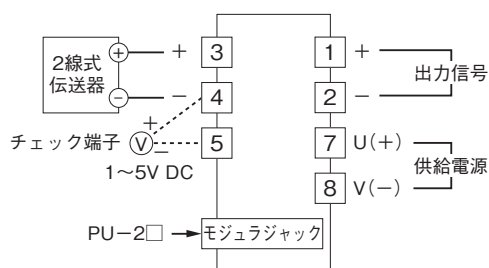 2線式
伝送器
+
−
+
−
3
4
5
チェック端子
V
+
−
1～5V DC
1
+
2
−
出力信号
7
U(+)
8
V(−)
供給電源
PU−2□
モジュラジャック